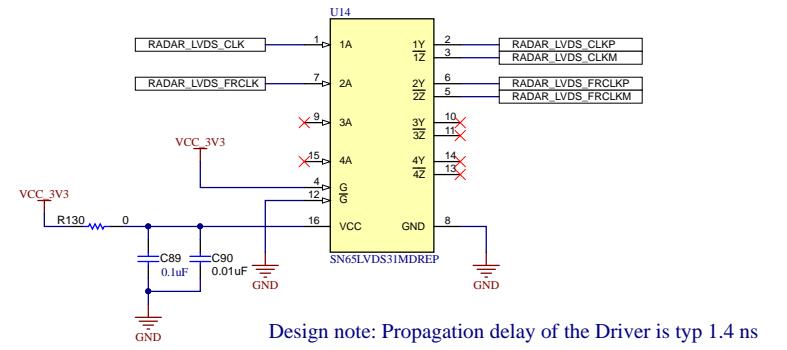 U14
RADAR_LVDS_CLK 1 1A 1Y 2 RADAR_LVDS_CLKP
1Z 3 RADAR_LVDS_CLKM
RADAR_LVDS_FRCLK 7 2A 2Y 6 RADAR_LVDS_FRCLKP
2Z 5 RADAR_LVDS_FRCLKM
9 3A 3Y 10
3Z 11
VCC_3V3
15 4A 4Y 14
4Z 13
4 G
12 G
VCC_3V3
R130 0 16 VCC GND 8
C89 C90
0.1uF 0.01uF
SN65LVDS31MDREP
GND GND
GND
Design note: Propagation delay of the Driver is typ 1.4 ns